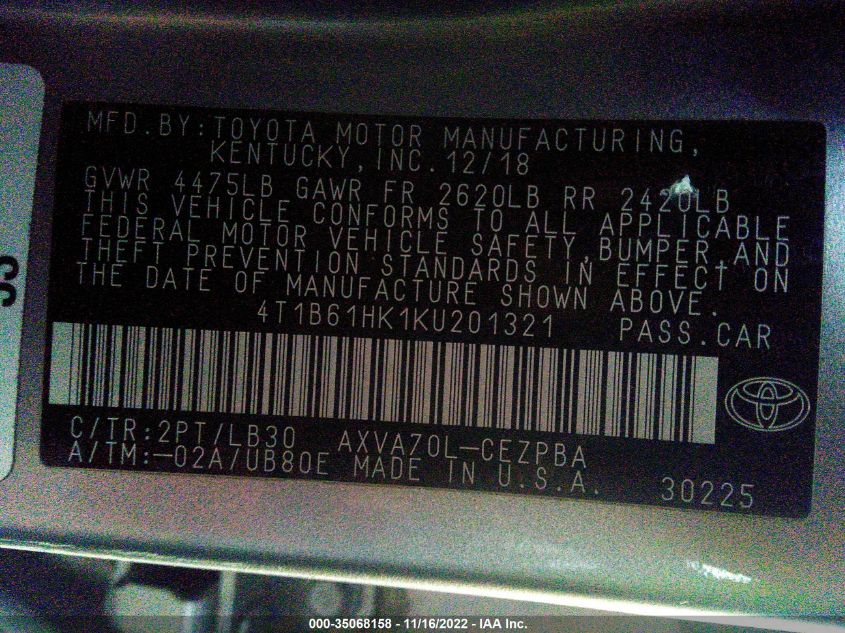 MFD.BY:TOYOTA MOTOR MANUFACTURING,
KENTUCKY,INC.12/18
GVWR 4475LB GAWR FR 2620LB RR 2420LB
THIS VEHICLE CONFORMS TO ALL APPLICABLE
FEDERAL MOTOR VEHICLE SAFETY,BUMPER,AND
THEFT PREVENTION STANDARDS IN EFFECT ON
THE DATE OF MANUFACTURE SHOWN ABOVE.
4T1B61HK1KU201321 PASS.CAR
C/TR:2PT/LB30 AXVA70L-CEZPBA
A/TM:-02A/UB80E MADE IN U.S.A. 30225
000-35068158 - 11/16/2022 - IAA Inc.